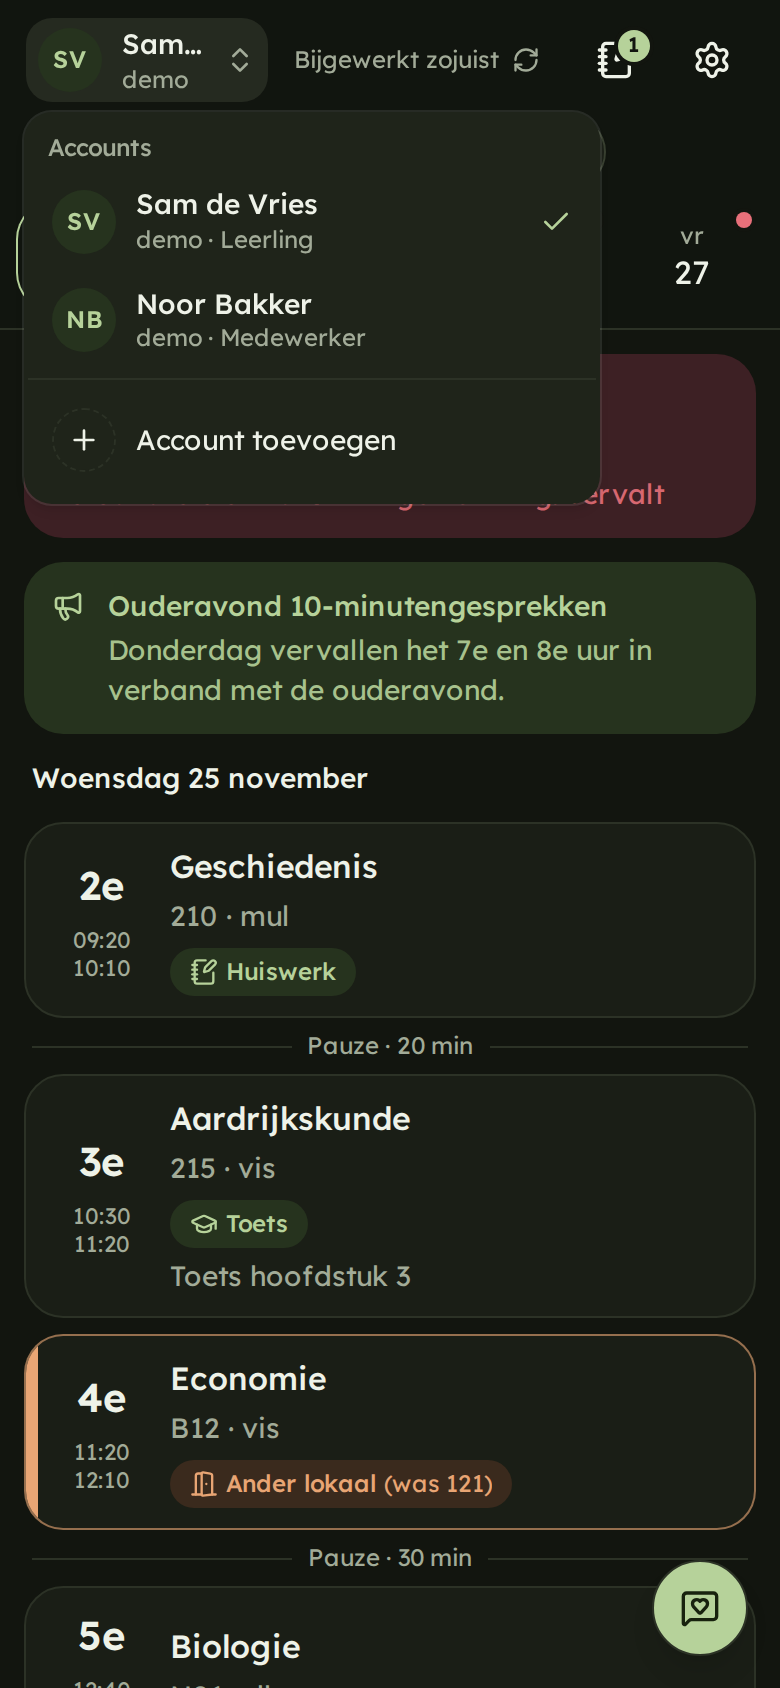 SV
Sam...
demo
Bijgewerkt zojuist
1
Accounts
SV
Sam de Vries
demo · Leerling
NB
Noor Bakker
demo · Medewerker
Account toevoegen
vr
27
ervalt
Ouderavond 10-minutengesprekken
Donderdag vervallen het 7e en 8e uur in
verband met de ouderavond.
Woensdag 25 november
2e
09:20
10:10
Geschiedenis
210 · mul
Huiswerk
Pauze · 20 min
3e
10:30
11:20
Aardrijkskunde
215 · vis
Toets
Toets hoofdstuk 3
4e
11:20
12:10
Economie
B12 · vis
Ander lokaal (was 121)
Pauze · 30 min
5e
Biologie